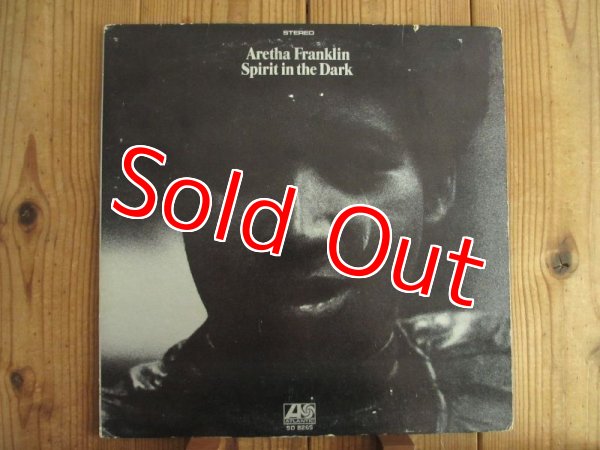 STEREO
Aretha Franklin
Spirit in the Dark
Sold Out
ATLANTIC
SD 8265